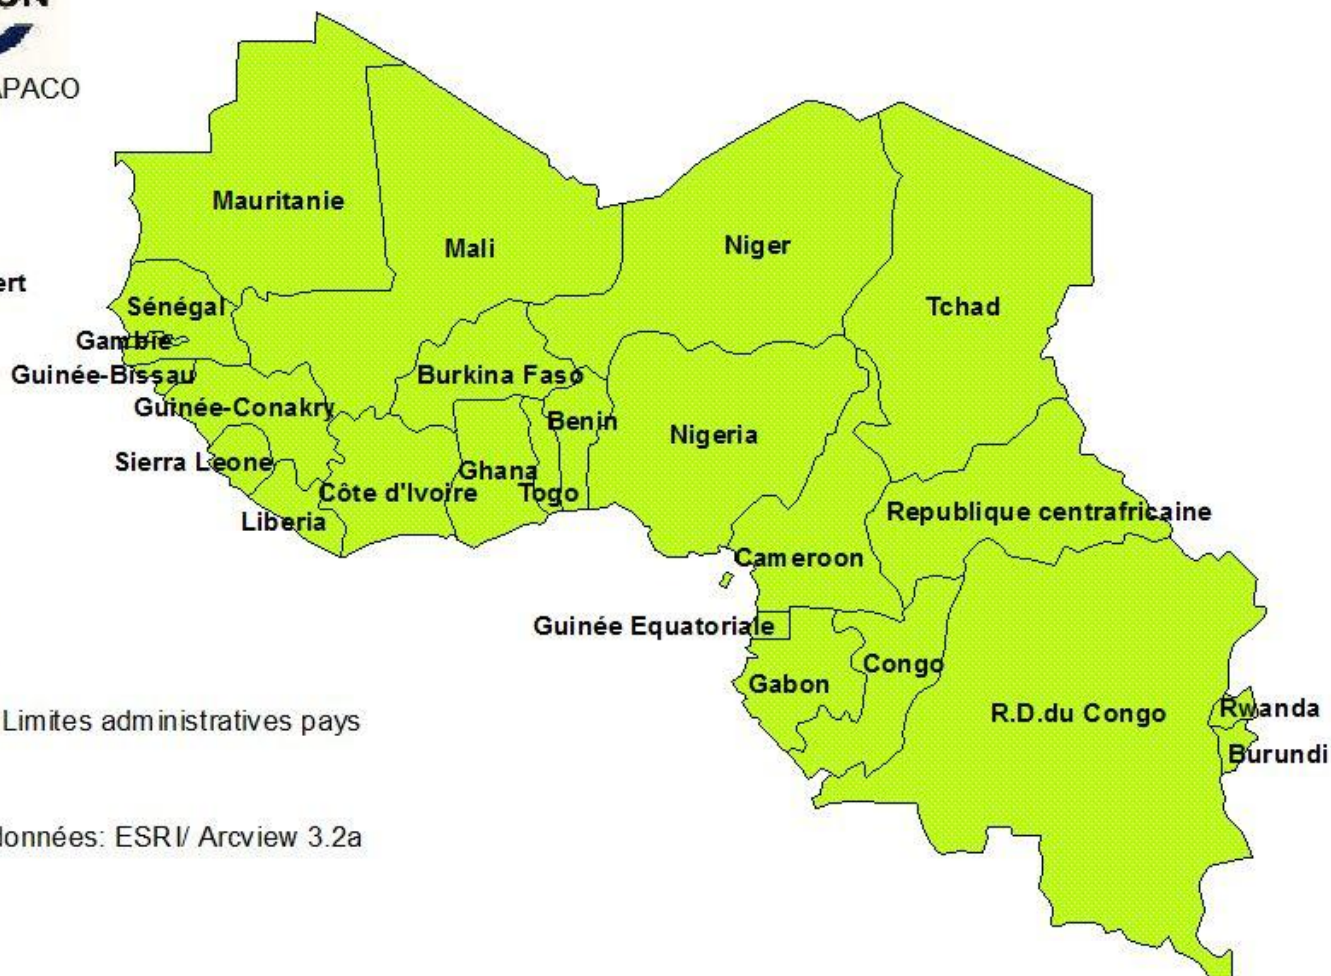 APACO
Mauritanie
Mali
Niger
Tchad
Sénégal
Gambie
Guinée-Bissau
Guinée-Conakry
Burkina Faso
Benin
Nigeria
Sierra Leone
Ghana
Côte d'Ivoire
Togo
Liberia
Republique centrafricaine
Cameroon
Guinée Equatoriale
Congo
Gabon
R.D.du Congo
Rwanda
Limites administratives pays
Burundi
données: ESRI/ Arcview 3.2a